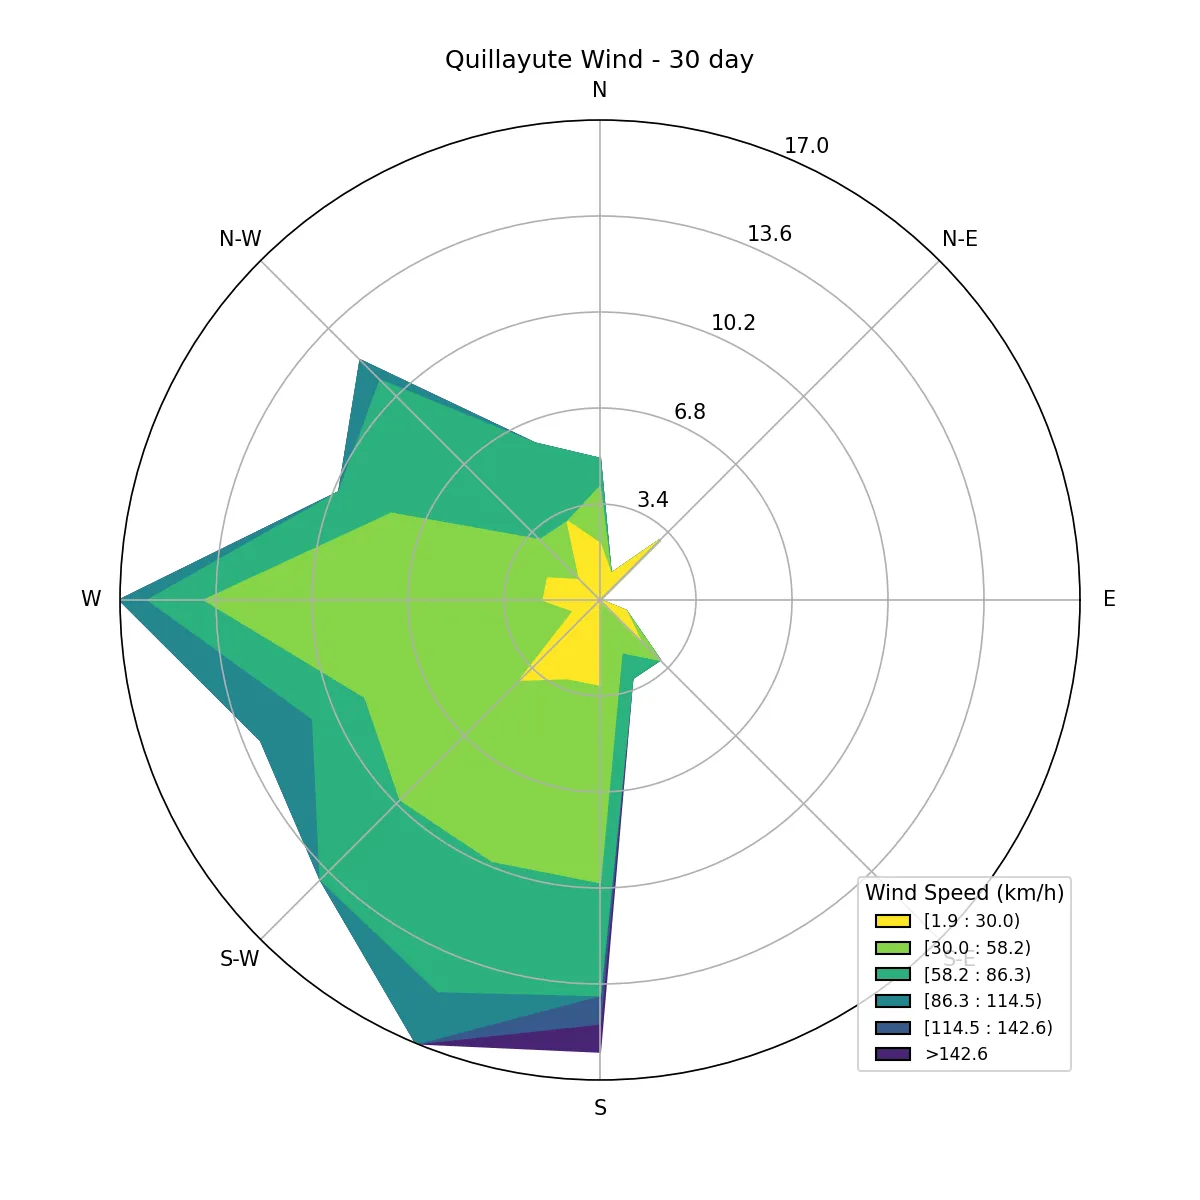 Quillayute Wind - 30 day
N
17.0
N-W
13.6
N-E
10.2
6.8
3.4
W
E
S-W
S-E
S
Wind Speed (km/h)
[1.9 : 30.0)
[30.0 : 58.2)
[58.2 : 86.3)
[86.3 : 114.5)
[114.5 : 142.6)
>142.6